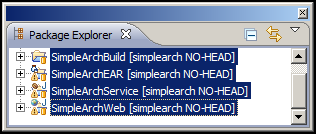 Package Explorer
SimpleArchBuild [simplearch NO-HEAD]
SimpleArchEAR [simplearch NO-HEAD]
SimpleArchService [simplearch NO-HEAD]
SimpleArchWeb [simplearch NO-HEAD]